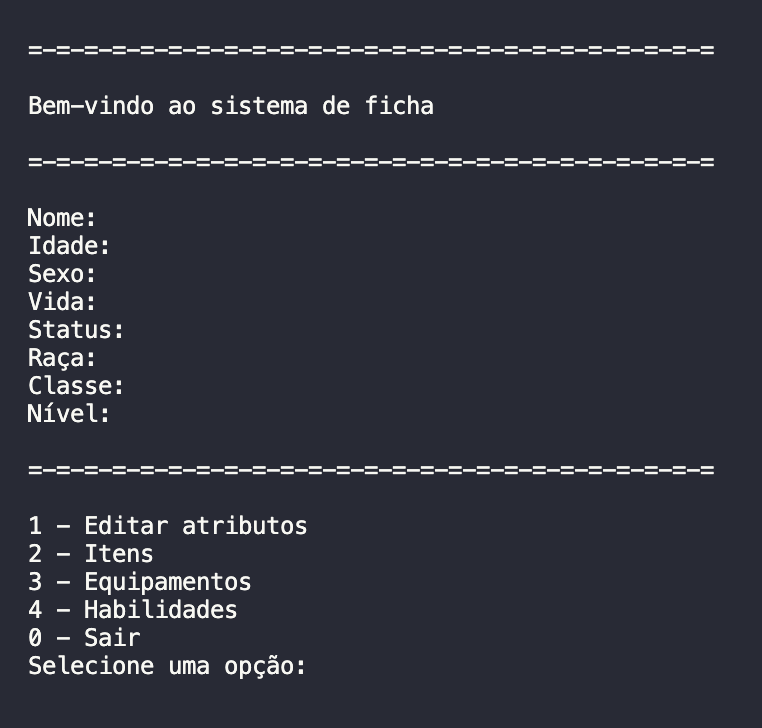 =-=-=-=-=-=-=-=-=-=-=-=-=-=-=-=-=-=-=-=-=-=-=-=-=
Bem-vindo ao sistema de ficha
=-=-=-=-=-=-=-=-=-=-=-=-=-=-=-=-=-=-=-=-=-=-=-=-=
Nome:
Idade:
Sexo:
Vida:
Status:
Raça:
Classe:
Nível:
=-=-=-=-=-=-=-=-=-=-=-=-=-=-=-=-=-=-=-=-=-=-=-=-=
1 - Editar atributos
2 - Itens
3 - Equipamentos
4 - Habilidades
0 - Sair
Selecione uma opção: